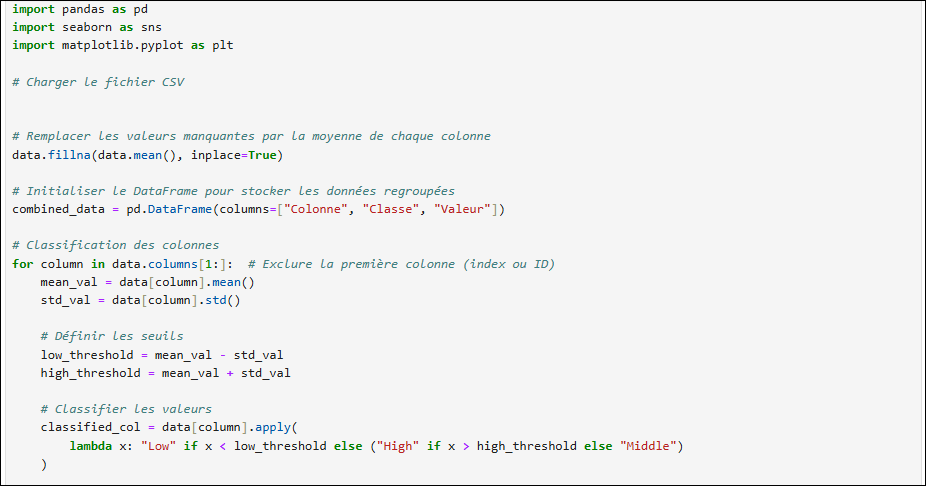 import pandas as pd
import seaborn as sns
import matplotlib.pyplot as plt
# Charger le fichier CSV
# Remplacer les valeurs manquantes par la moyenne de chaque colonne
data.fillna(data.mean(), inplace=True)
# Initialiser le DataFrame pour stocker les données regroupées
combined_data = pd.DataFrame(columns=["Colonne", "Classe", "Valeur"])
# Classification des colonnes
for column in data.columns[1:]:  # Exclure la première colonne (index ou ID)
    mean_val = data[column].mean()
    std_val = data[column].std()
    # Définir les seuils
    low_threshold = mean_val - std_val
    high_threshold = mean_val + std_val
    # Classifier les valeurs
    classified_col = data[column].apply(
        lambda x: "Low" if x < low_threshold else ("High" if x > high_threshold else "Middle")
    )